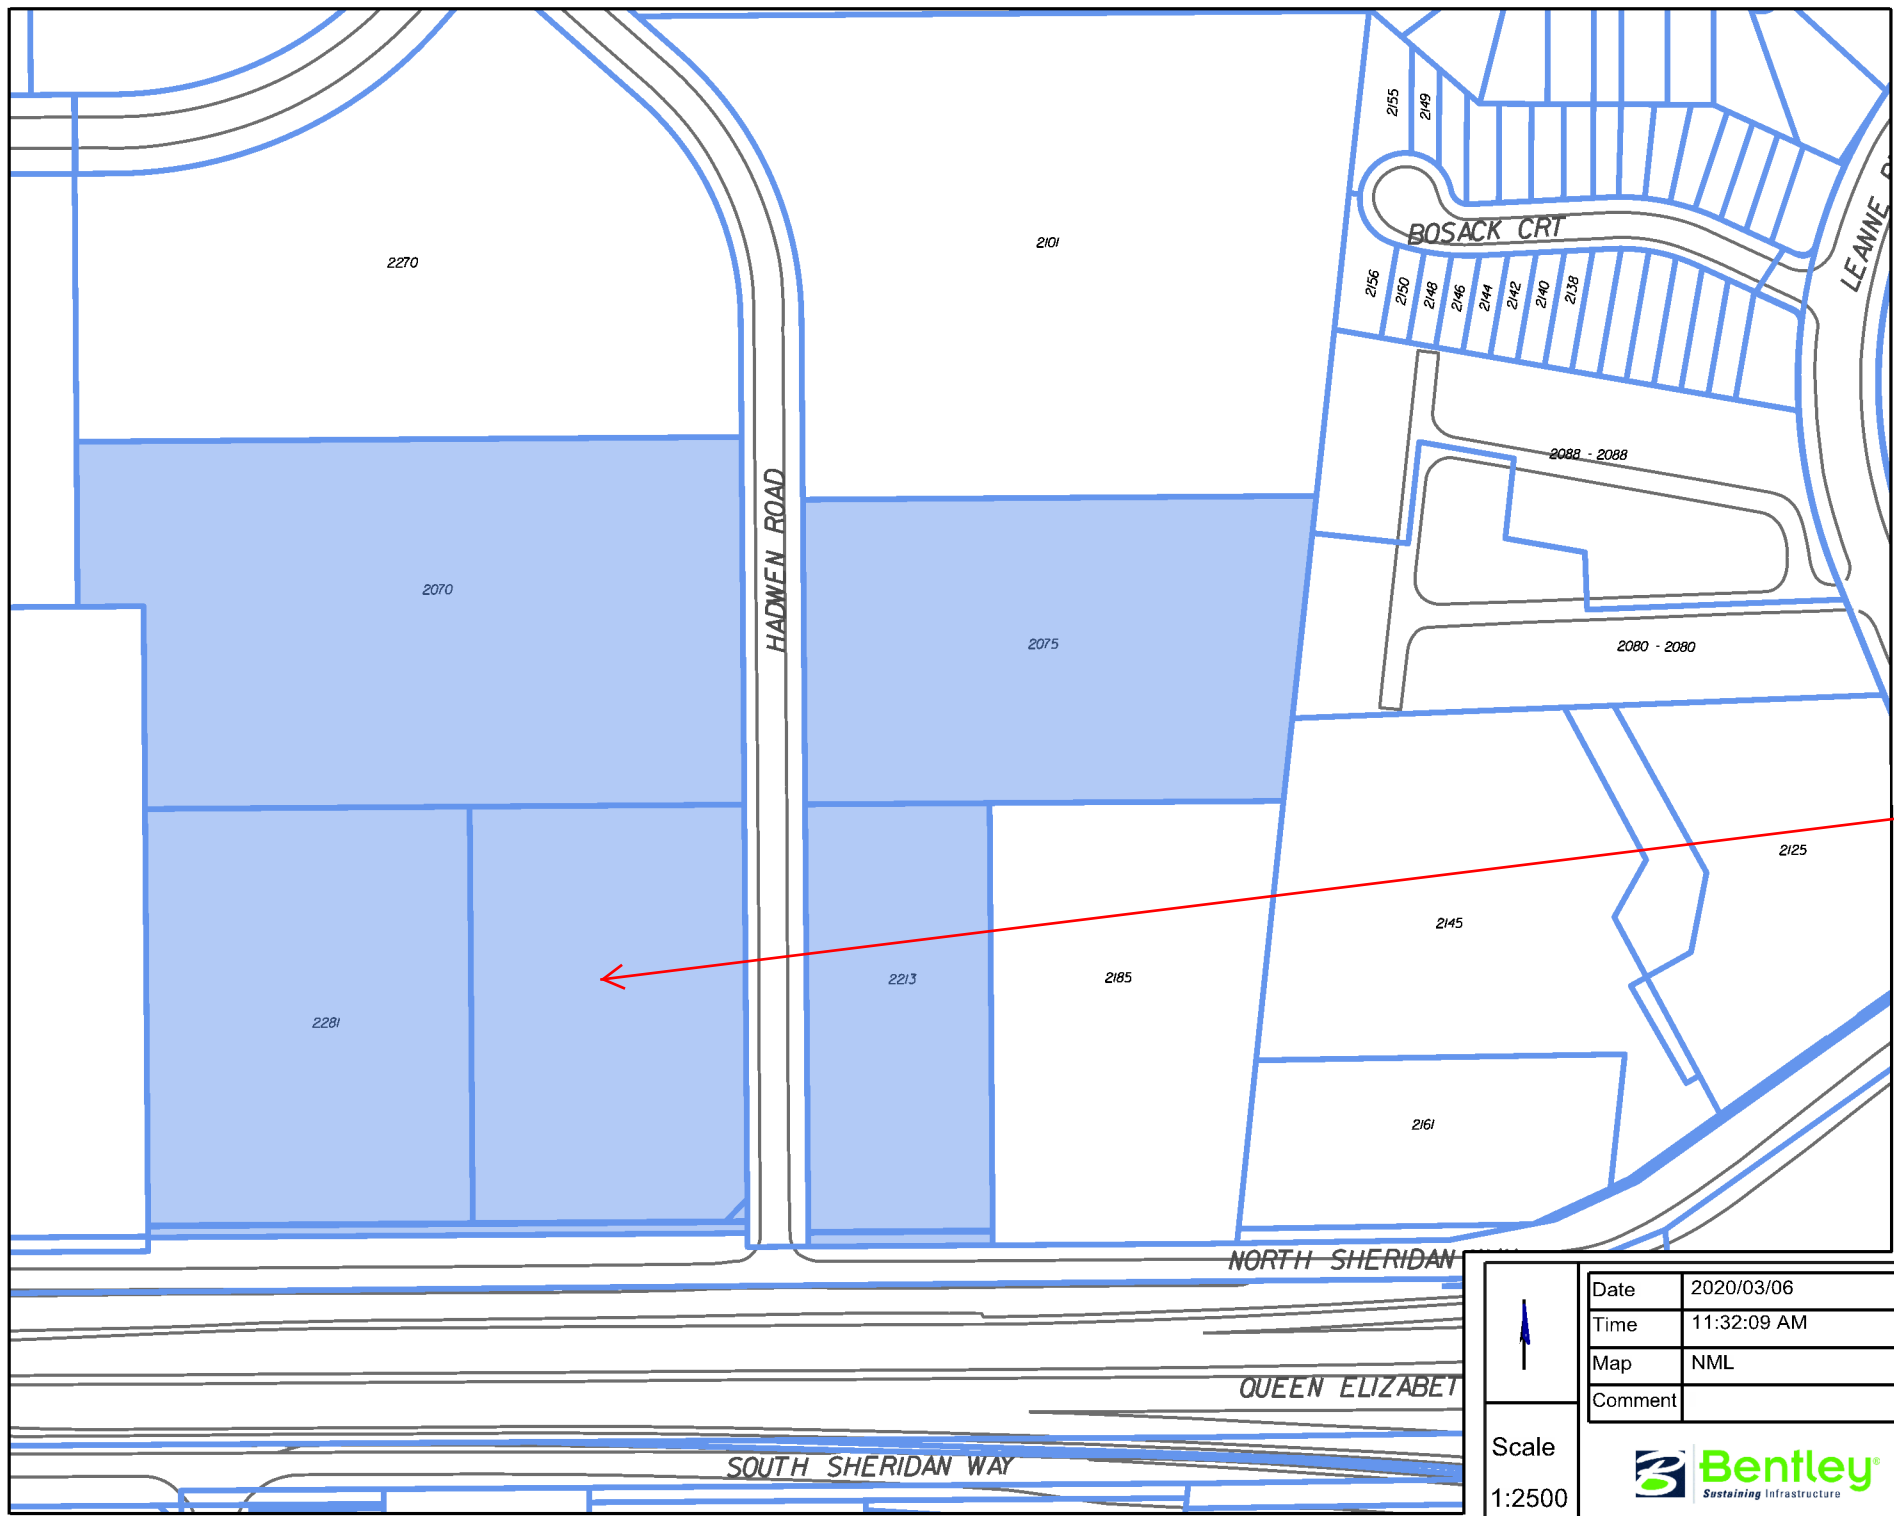 2155
2149
BOSACK CRT
LEANNE
2270
2101
2156
2150
2148
2146
2144
2142
2140
2138
2088 - 2088
HADWEN ROAD
2070
2075
2080 - 2080
2125
2145
2213
2185
2281
2161
NORTH SHERIDAN
QUEEN ELIZABET
SOUTH SHERIDAN WAY
Date 2020/03/06
Time 11:32:09 AM
Map NML
Comment
Scale
1:2500
Bentley®
Sustaining Infrastructure